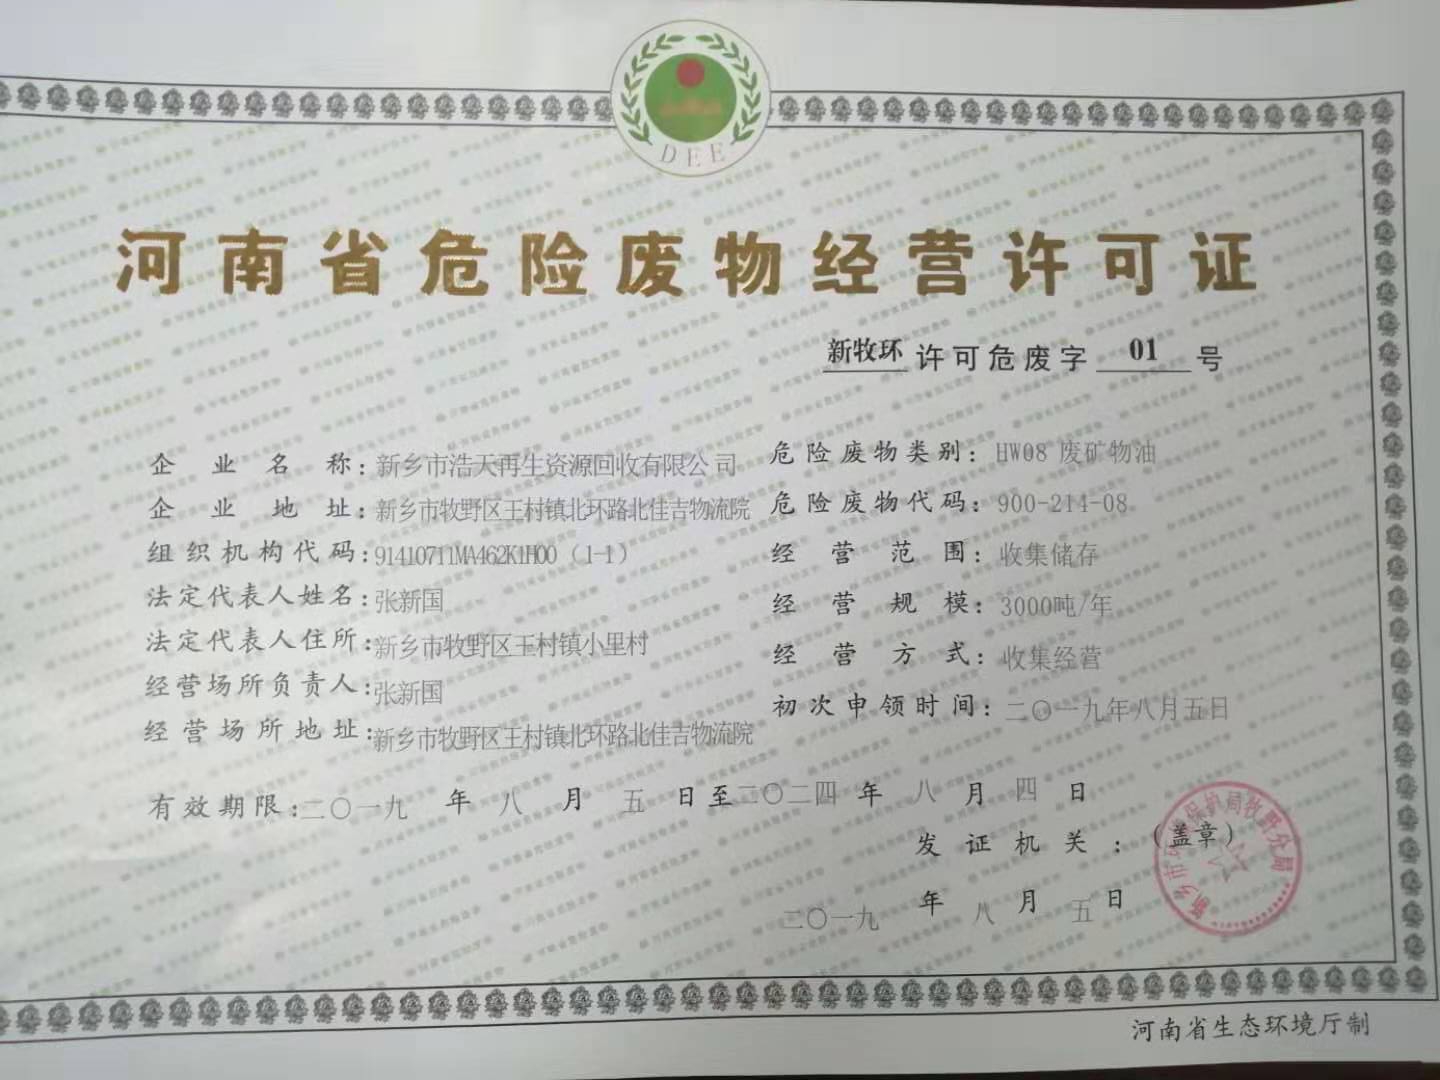 DEE
河南省危险废物经营许可证
新牧环 许可危废字 01 号
企业名称：新乡市浩天再生资源回收有限公司
企业地址：新乡市牧野区王村镇北环路北佳吉物流院
组织机构代码：91410711MA462K1H00（1-1）
法定代表人姓名：张新国
法定代表人住所：新乡市牧野区王村镇小里村
经营场所负责人：张新国
经营场所地址：新乡市牧野区王村镇北环路北佳吉物流院
危险废物类别：HW08 废矿物油
危险废物代码：900-214-08
经营范围：收集储存
经营规模：3000吨/年
经营方式：收集经营
初次申领时间：二〇一九年八月五日
有效期限：二〇一九 年 八 月 五 日至二〇二四 年 八 月 四 日
发证机关：（盖章）
新乡市环境保护局牧野分局
二〇一九 年 八 月 五 日
河南省生态环境厅制